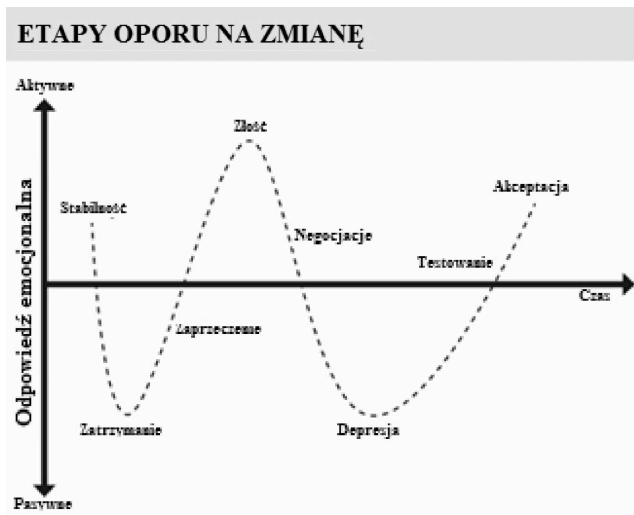 ETAPY OPORU NA ZMIANĘ
Aktywne
Złość
Akceptacja
Stabilność
Negocjacje
Testowanie
Odpowiedź emocjonalna
Czas
Zaprzeczenie
Zatrzymanie
Depresja
Pasywne